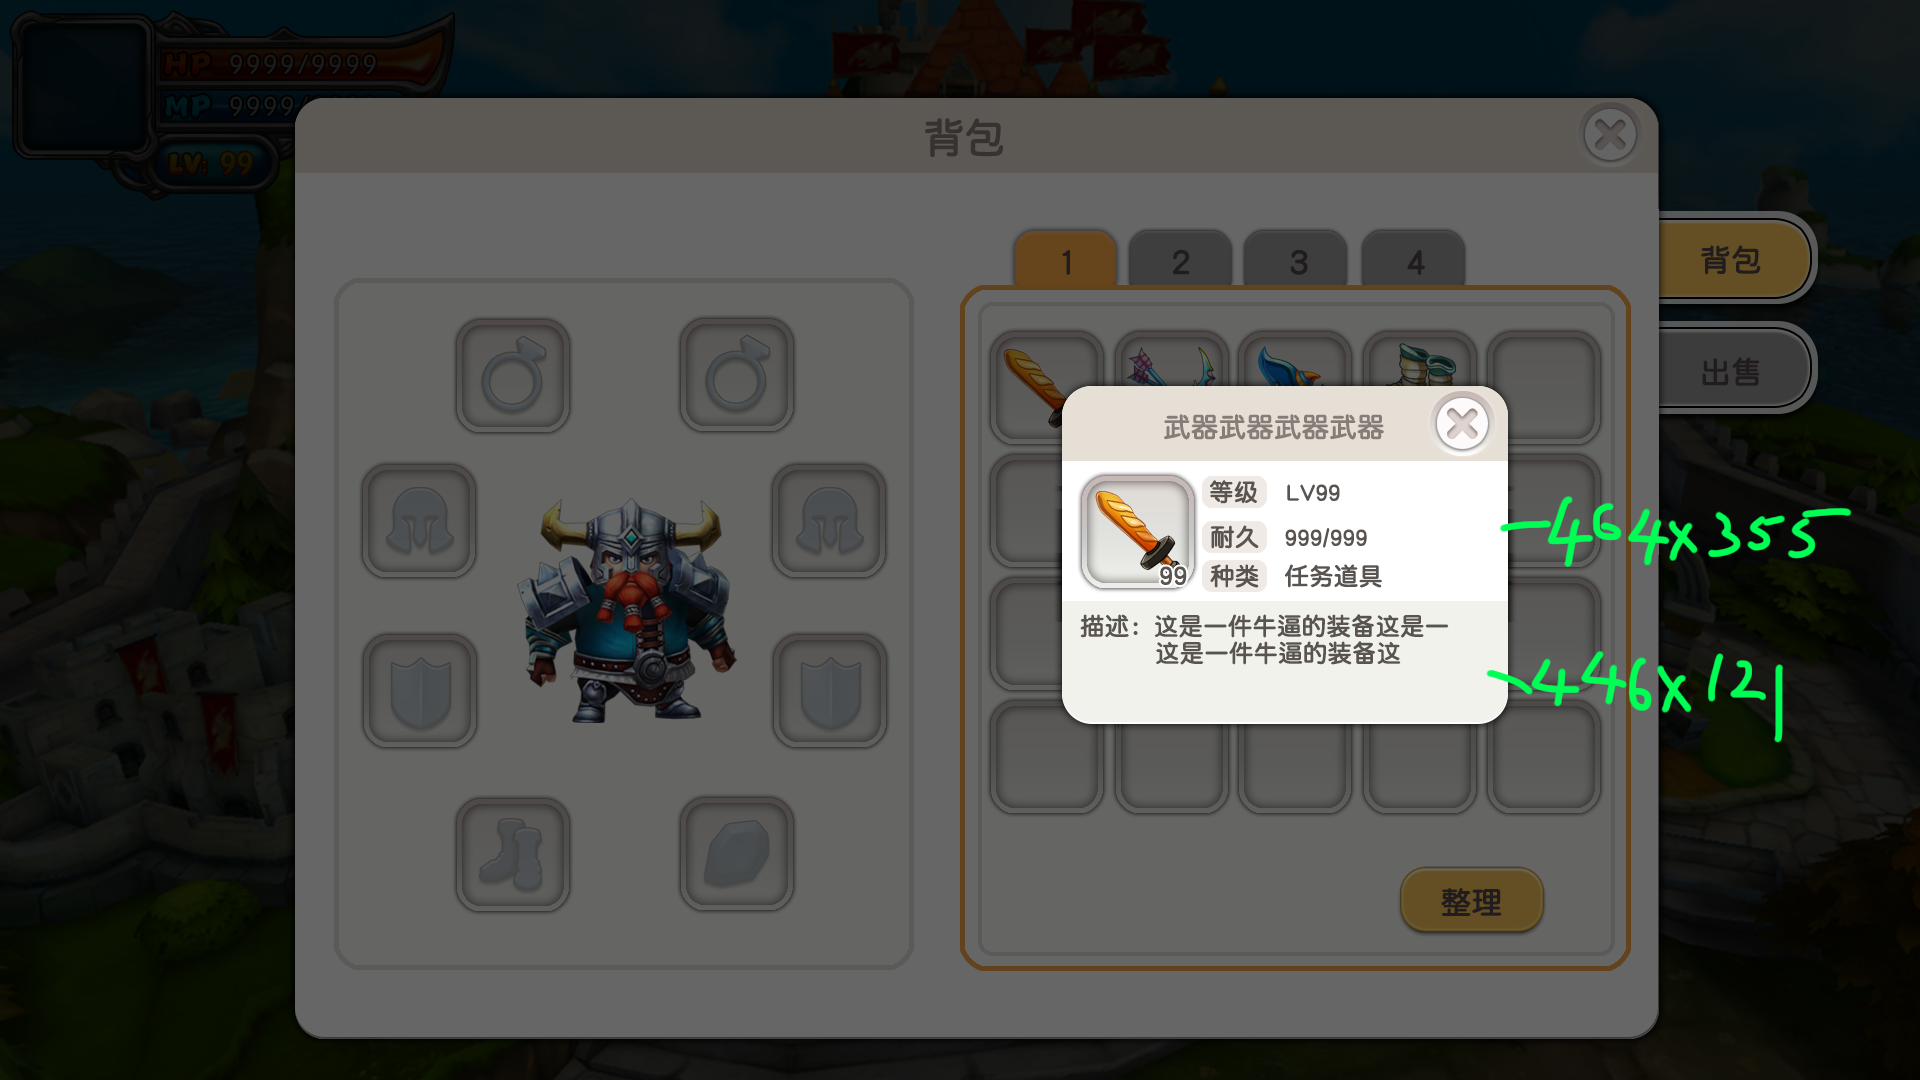 HP 9999/9999
MP 9999/
LV: 99
背包
1 2 3 4
背包
出售
武器武器武器武器
等级 LV99
耐久 999/999
种类 任务道具
99
描述：这是一件牛逼的装备这是一
这是一件牛逼的装备这
464x355
446x121
整理